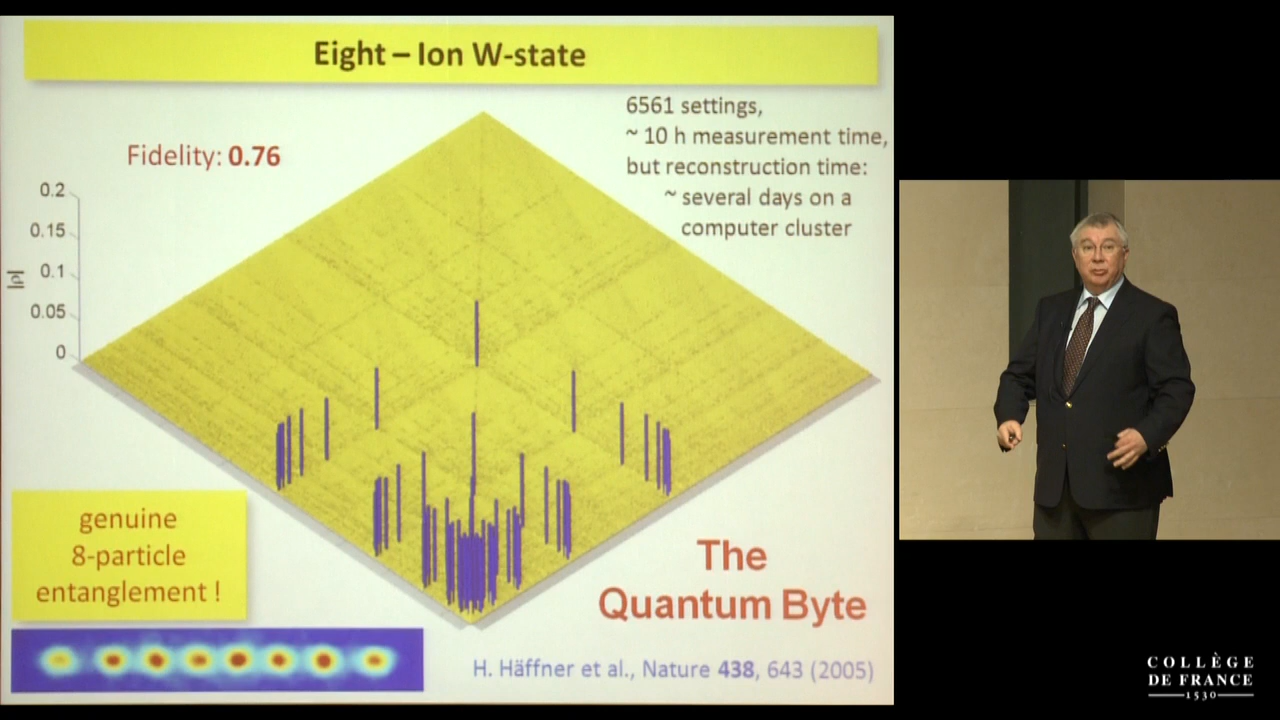 Eight – Ion W-state
6561 settings,
~ 10 h measurement time,
but reconstruction time:
~ several days on a
computer cluster
Fidelity: 0.76
0.2
0.15
0.1
0.05
0
|ρ|
genuine
8-particle
entanglement !
The
Quantum Byte
H. Häffner et al., Nature 438, 643 (2005)
COLLÈGE
DE FRANCE
1530